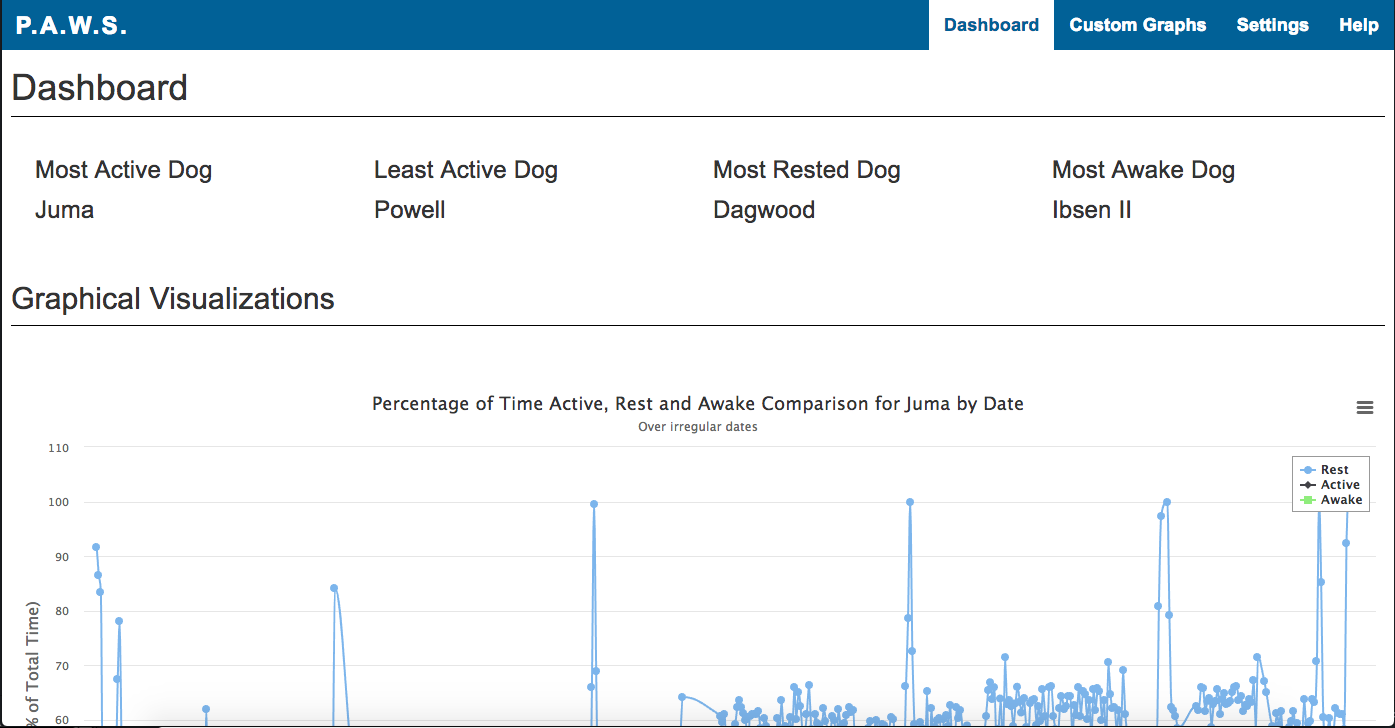 P.A.W.S.
Dashboard Custom Graphs Settings Help
Dashboard
Most Active Dog Least Active Dog Most Rested Dog Most Awake Dog
Juma Powell Dagwood Ibsen II
Graphical Visualizations
Percentage of Time Active, Rest and Awake Comparison for Juma by Date
Over irregular dates
110
100
90
80
70
60
% of Total Time)
Rest
Active
Awake